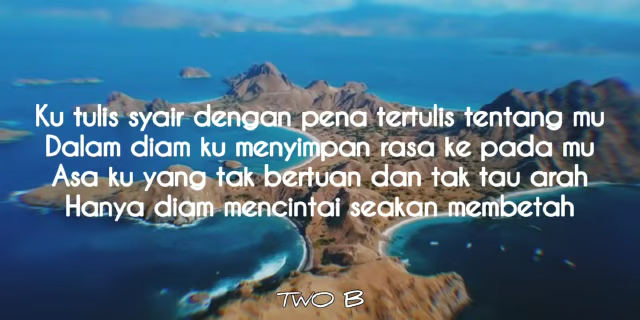 Ku tulis syair dengan pena tertulis tentang mu
Dalam diam ku menyimpan rasa ke pada mu
Asa ku yang tak bertuan dan tak tau arah
Hanya diam mencintai seakan membetah
TWO B